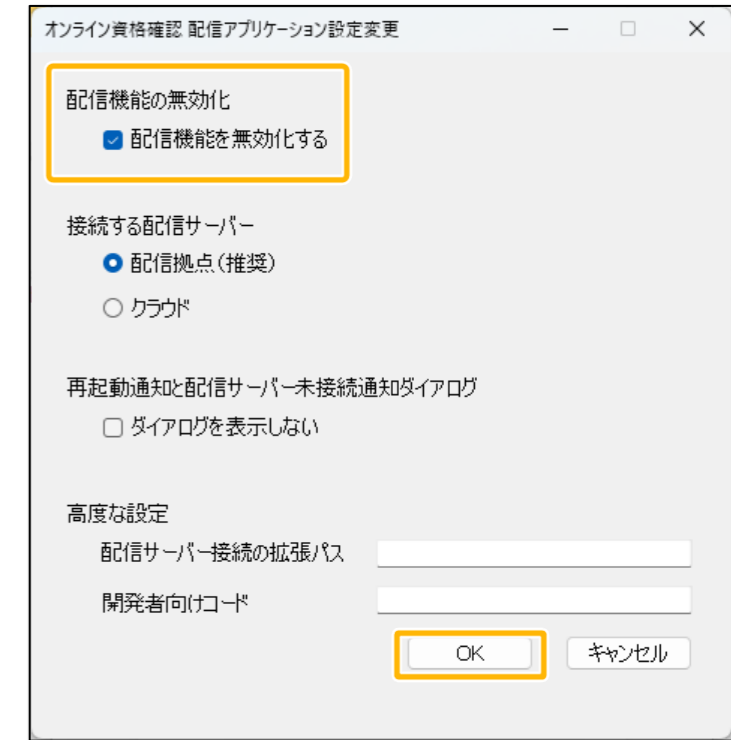 オンライン資格確認 配信アプリケーション設定変更
配信機能の無効化
配信機能を無効化する
接続する配信サーバー
配信拠点(推奨)
クラウド
再起動通知と配信サーバー未接続通知ダイアログ
ダイアログを表示しない
高度な設定
配信サーバー接続の拡張パス
開発者向けコード
OK キャンセル